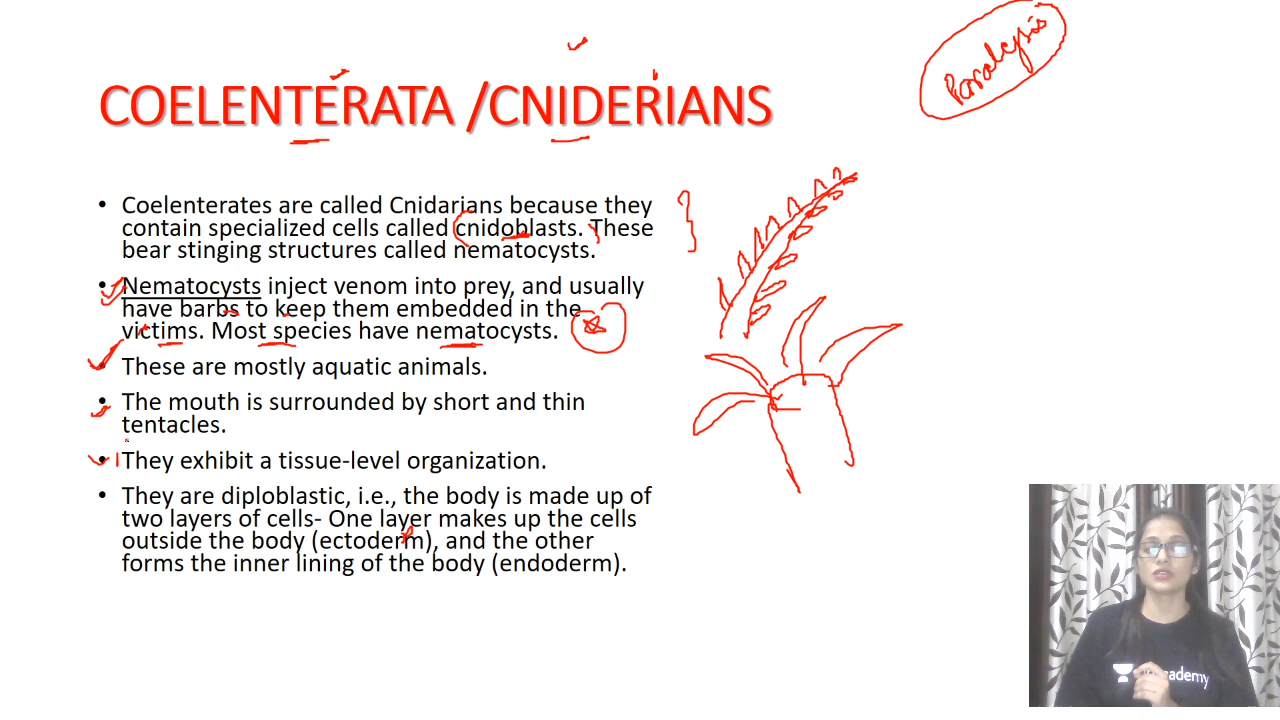 Paralysis
COELENTERATA /CNIDERIANS
• Coelenterates are called Cnidarians because they
contain specialized cells called cnidoblasts. These
bear stinging structures called nematocysts.
• Nematocysts inject venom into prey, and usually
have barbs to keep them embedded in the
victims. Most species have nematocysts.
• These are mostly aquatic animals.
• The mouth is surrounded by short and thin
tentacles.
• They exhibit a tissue-level organization.
• They are diploblastic, i.e., the body is made up of
two layers of cells- One layer makes up the cells
outside the body (ectoderm), and the other
forms the inner lining of the body (endoderm).